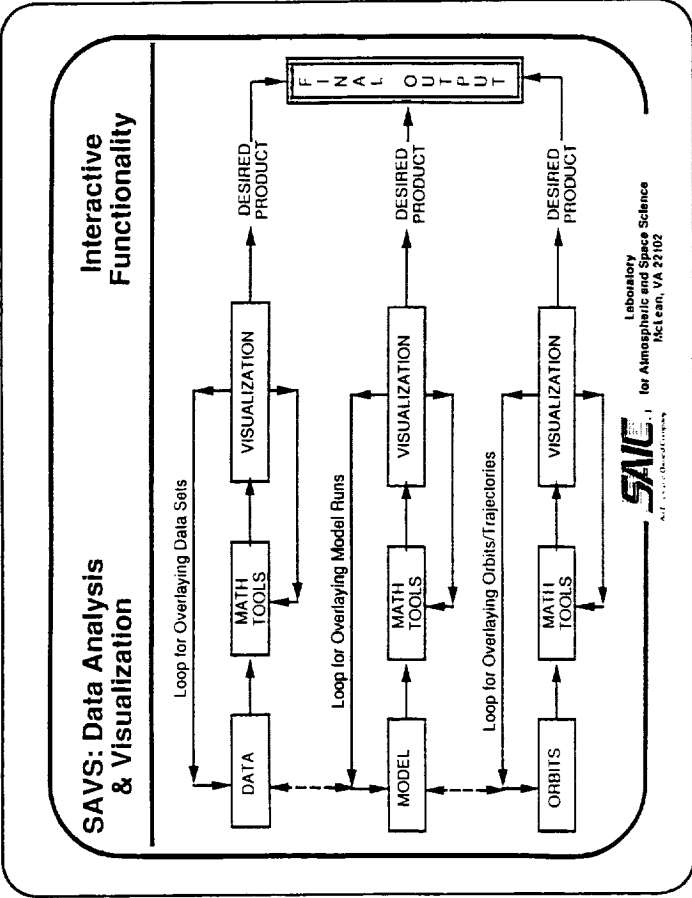 SAVS: Data Analysis
& Visualization
Interactive
Functionality
Loop for Overlaying Data Sets
DATA
MATH
TOOLS
VISUALIZATION
DESIRED
PRODUCT
Loop for Overlaying Model Runs
MODEL
MATH
TOOLS
VISUALIZATION
DESIRED
PRODUCT
Loop for Overlaying Orbits/Trajectories
ORBITS
MATH
TOOLS
VISUALIZATION
DESIRED
PRODUCT
FINAL OUTPUT
SAIC
Laboratory
for Atmospheric and Space Science
McLean, VA 22102